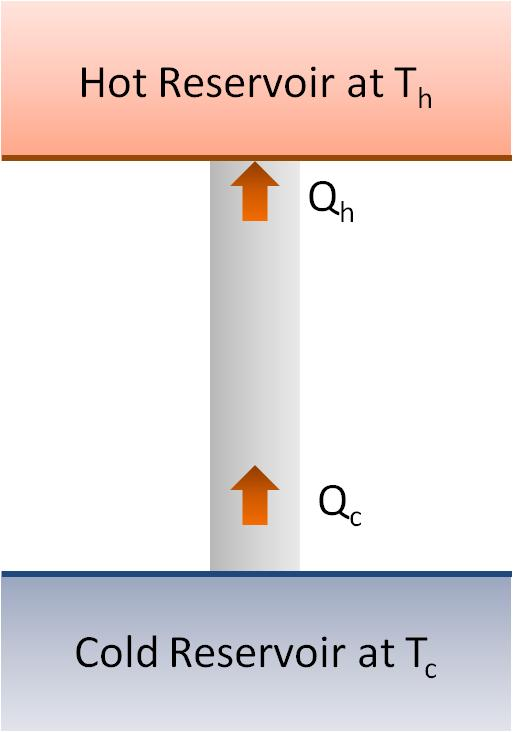 Hot Reservoir at Th
Qh
Qc
Cold Reservoir at Tc